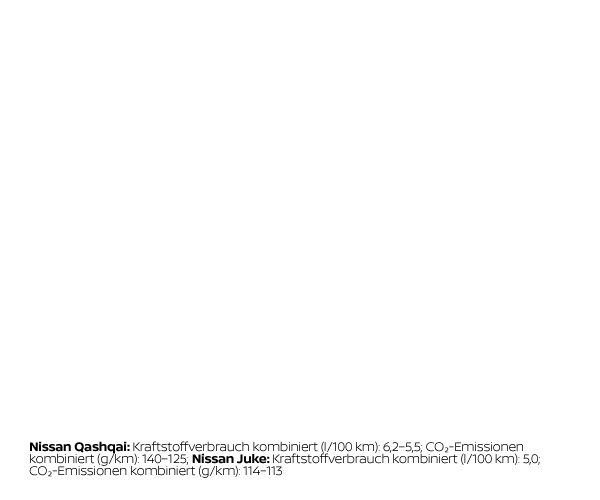 Nissan Qashqai: Kraftstoffverbrauch kombiniert (l/100 km): 6,2–5,5; CO₂-Emissionen
kombiniert (g/km): 140–125; Nissan Juke: Kraftstoffverbrauch kombiniert (l/100 km): 5,0;
CO₂-Emissionen kombiniert (g/km): 114–113